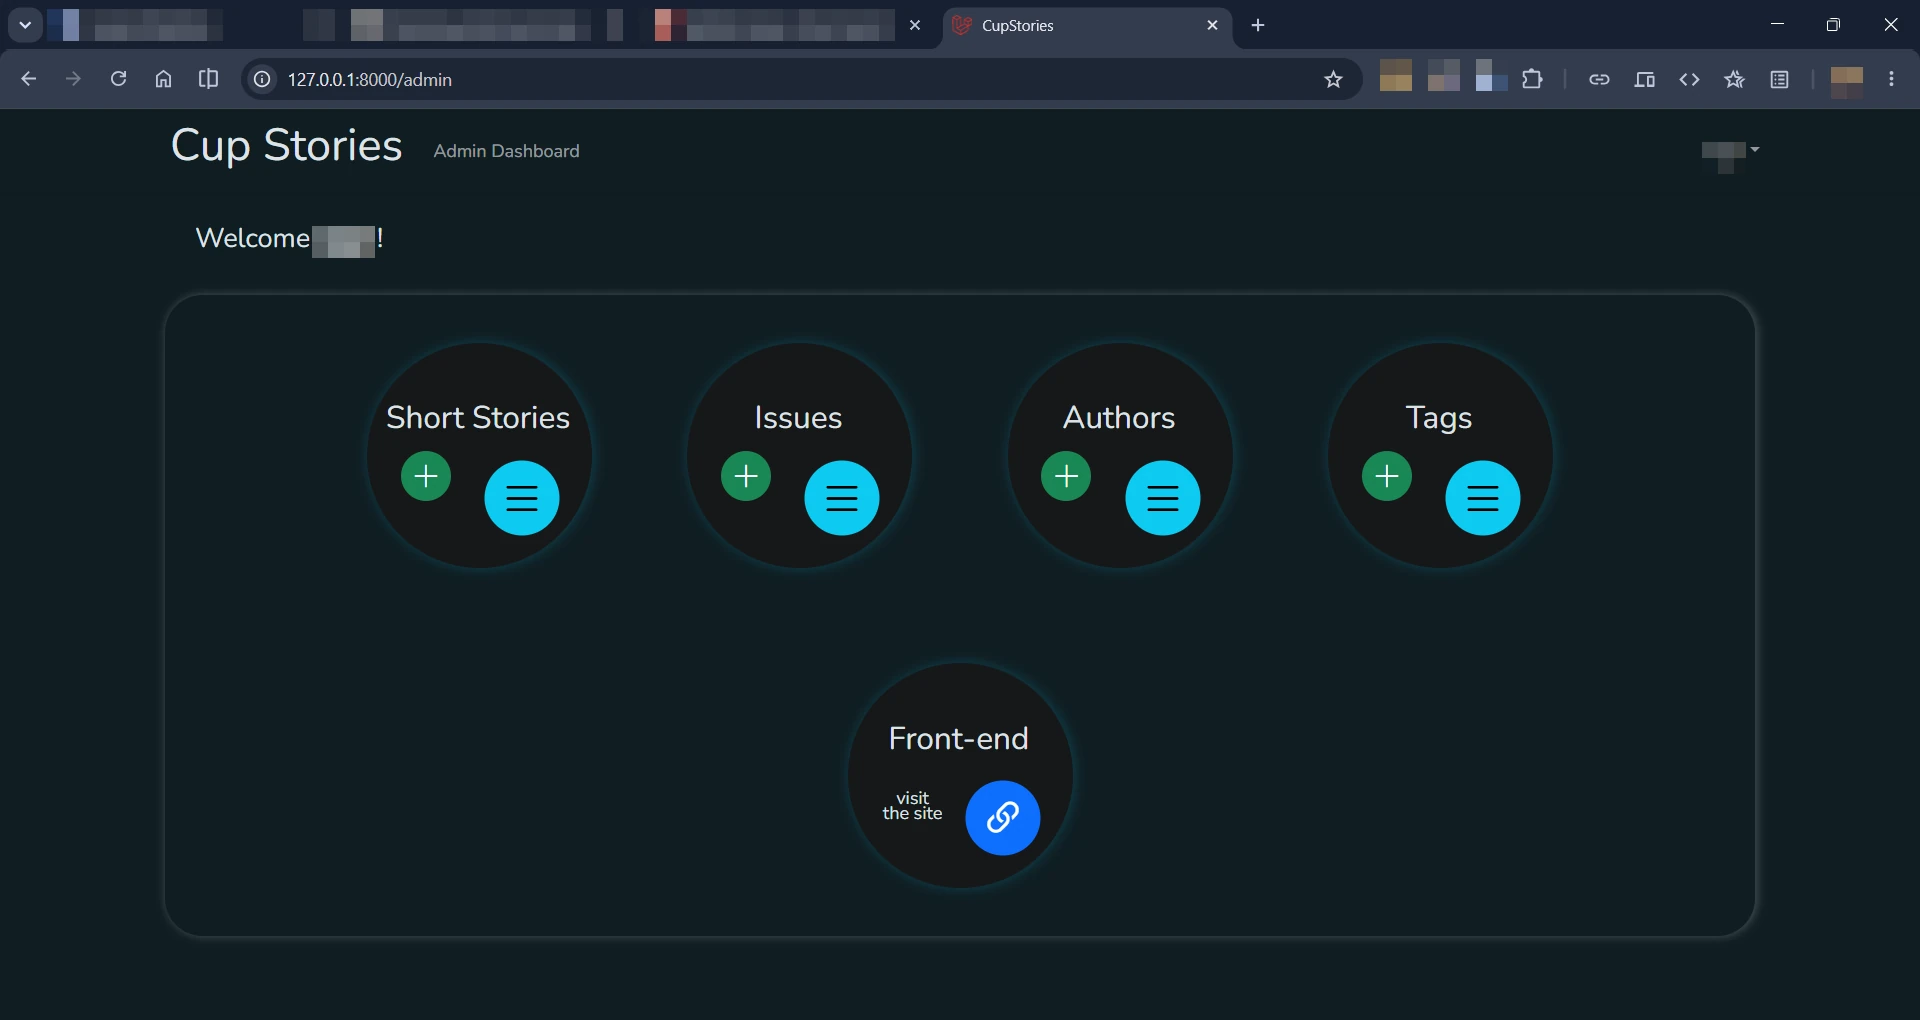 CupStories
127.0.0.1:8000/admin
Cup Stories
Admin Dashboard
Welcome !
Short Stories
Issues
Authors
Tags
Front-end
visit
the site